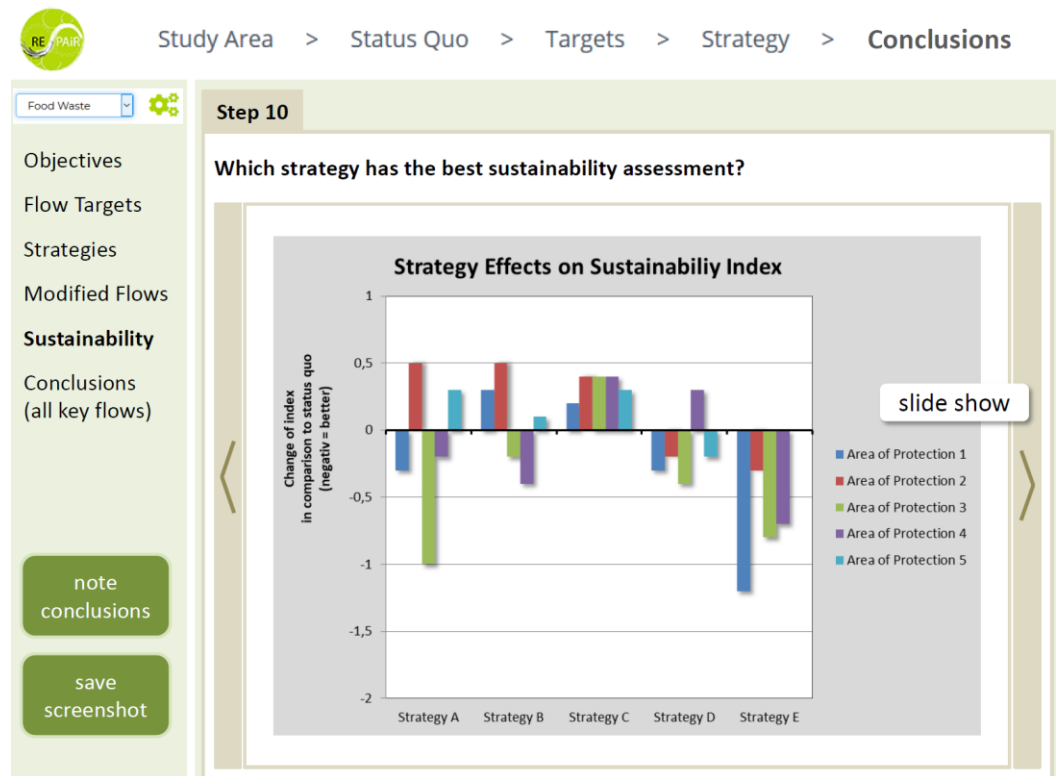 RE PAiR
Study Area > Status Quo > Targets > Strategy > Conclusions
Food Waste
Objectives
Flow Targets
Strategies
Modified Flows
Sustainability
Conclusions
(all key flows)
note
conclusions
save
screenshot
Step 10
Which strategy has the best sustainability assessment?
Strategy Effects on Sustainabiliy Index
Change of index
in comparison to status quo
(negativ = better)
1
0,5
0
-0,5
-1
-1,5
-2
Strategy A Strategy B Strategy C Strategy D Strategy E
slide show
Area of Protection 1
Area of Protection 2
Area of Protection 3
Area of Protection 4
Area of Protection 5